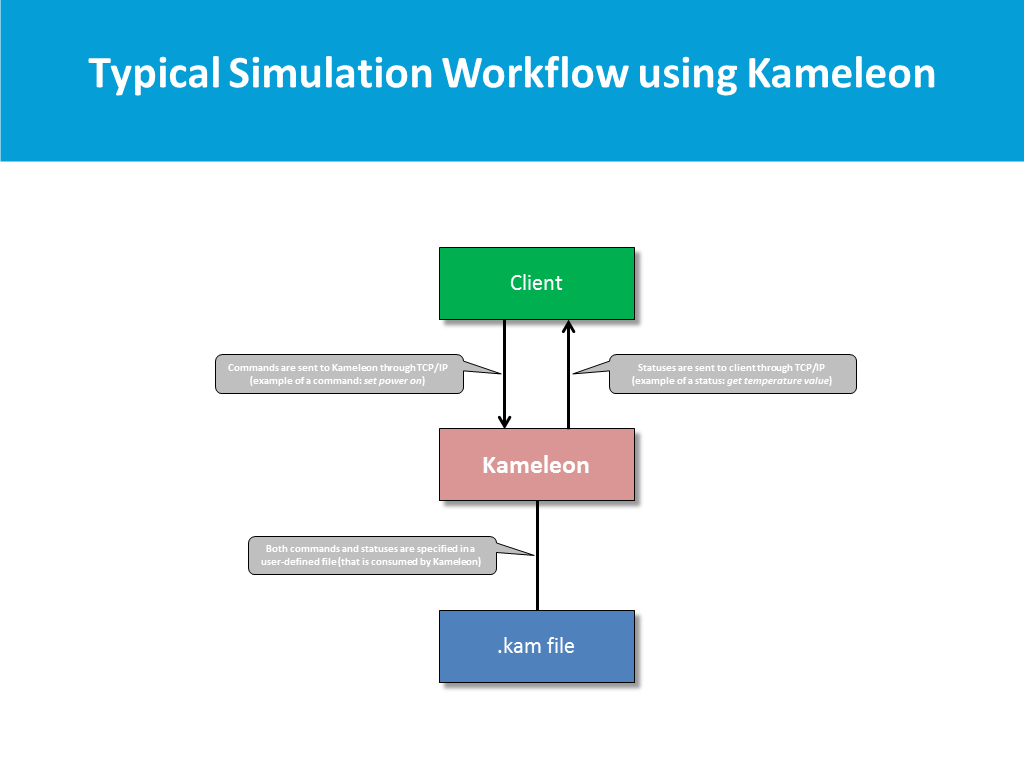 Typical Simulation Workflow using Kameleon
Client
Commands are sent to Kameleon through TCP/IP
(example of a command: set power on)
Statuses are sent to client through TCP/IP
(example of a status: get temperature value)
Kameleon
Both commands and statuses are specified in a
user-defined file (that is consumed by Kameleon)
.kam file